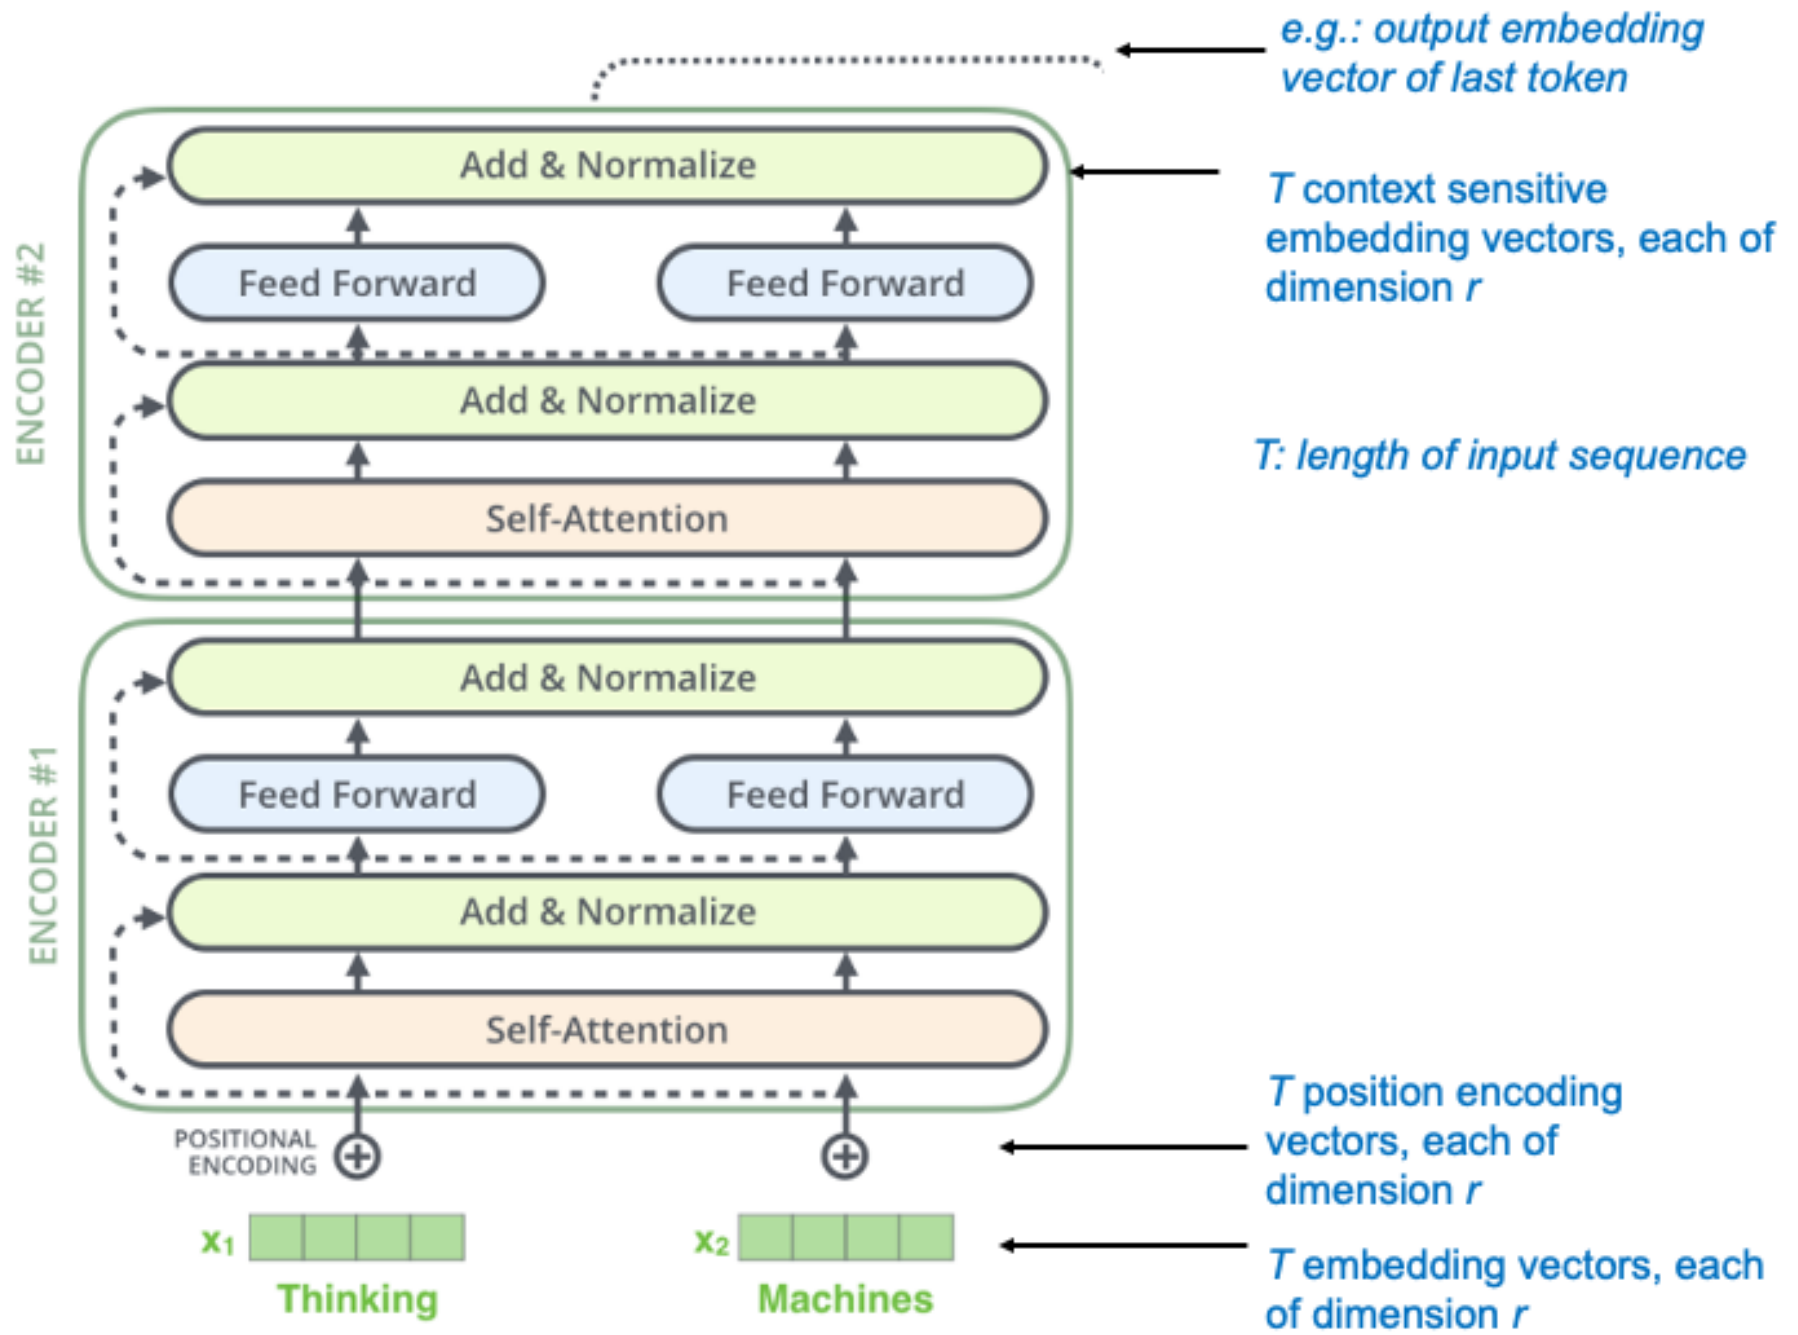 e.g.: output embedding
vector of last token
Add & Normalize
T context sensitive
embedding vectors, each of
dimension r
Feed Forward
Feed Forward
ENCODER #2
Add & Normalize
T: length of input sequence
Self-Attention
Add & Normalize
Feed Forward
Feed Forward
ENCODER #1
Add & Normalize
Self-Attention
T position encoding
vectors, each of
dimension r
POSITIONAL
ENCODING
x₁
x₂
T embedding vectors, each
of dimension r
Thinking
Machines